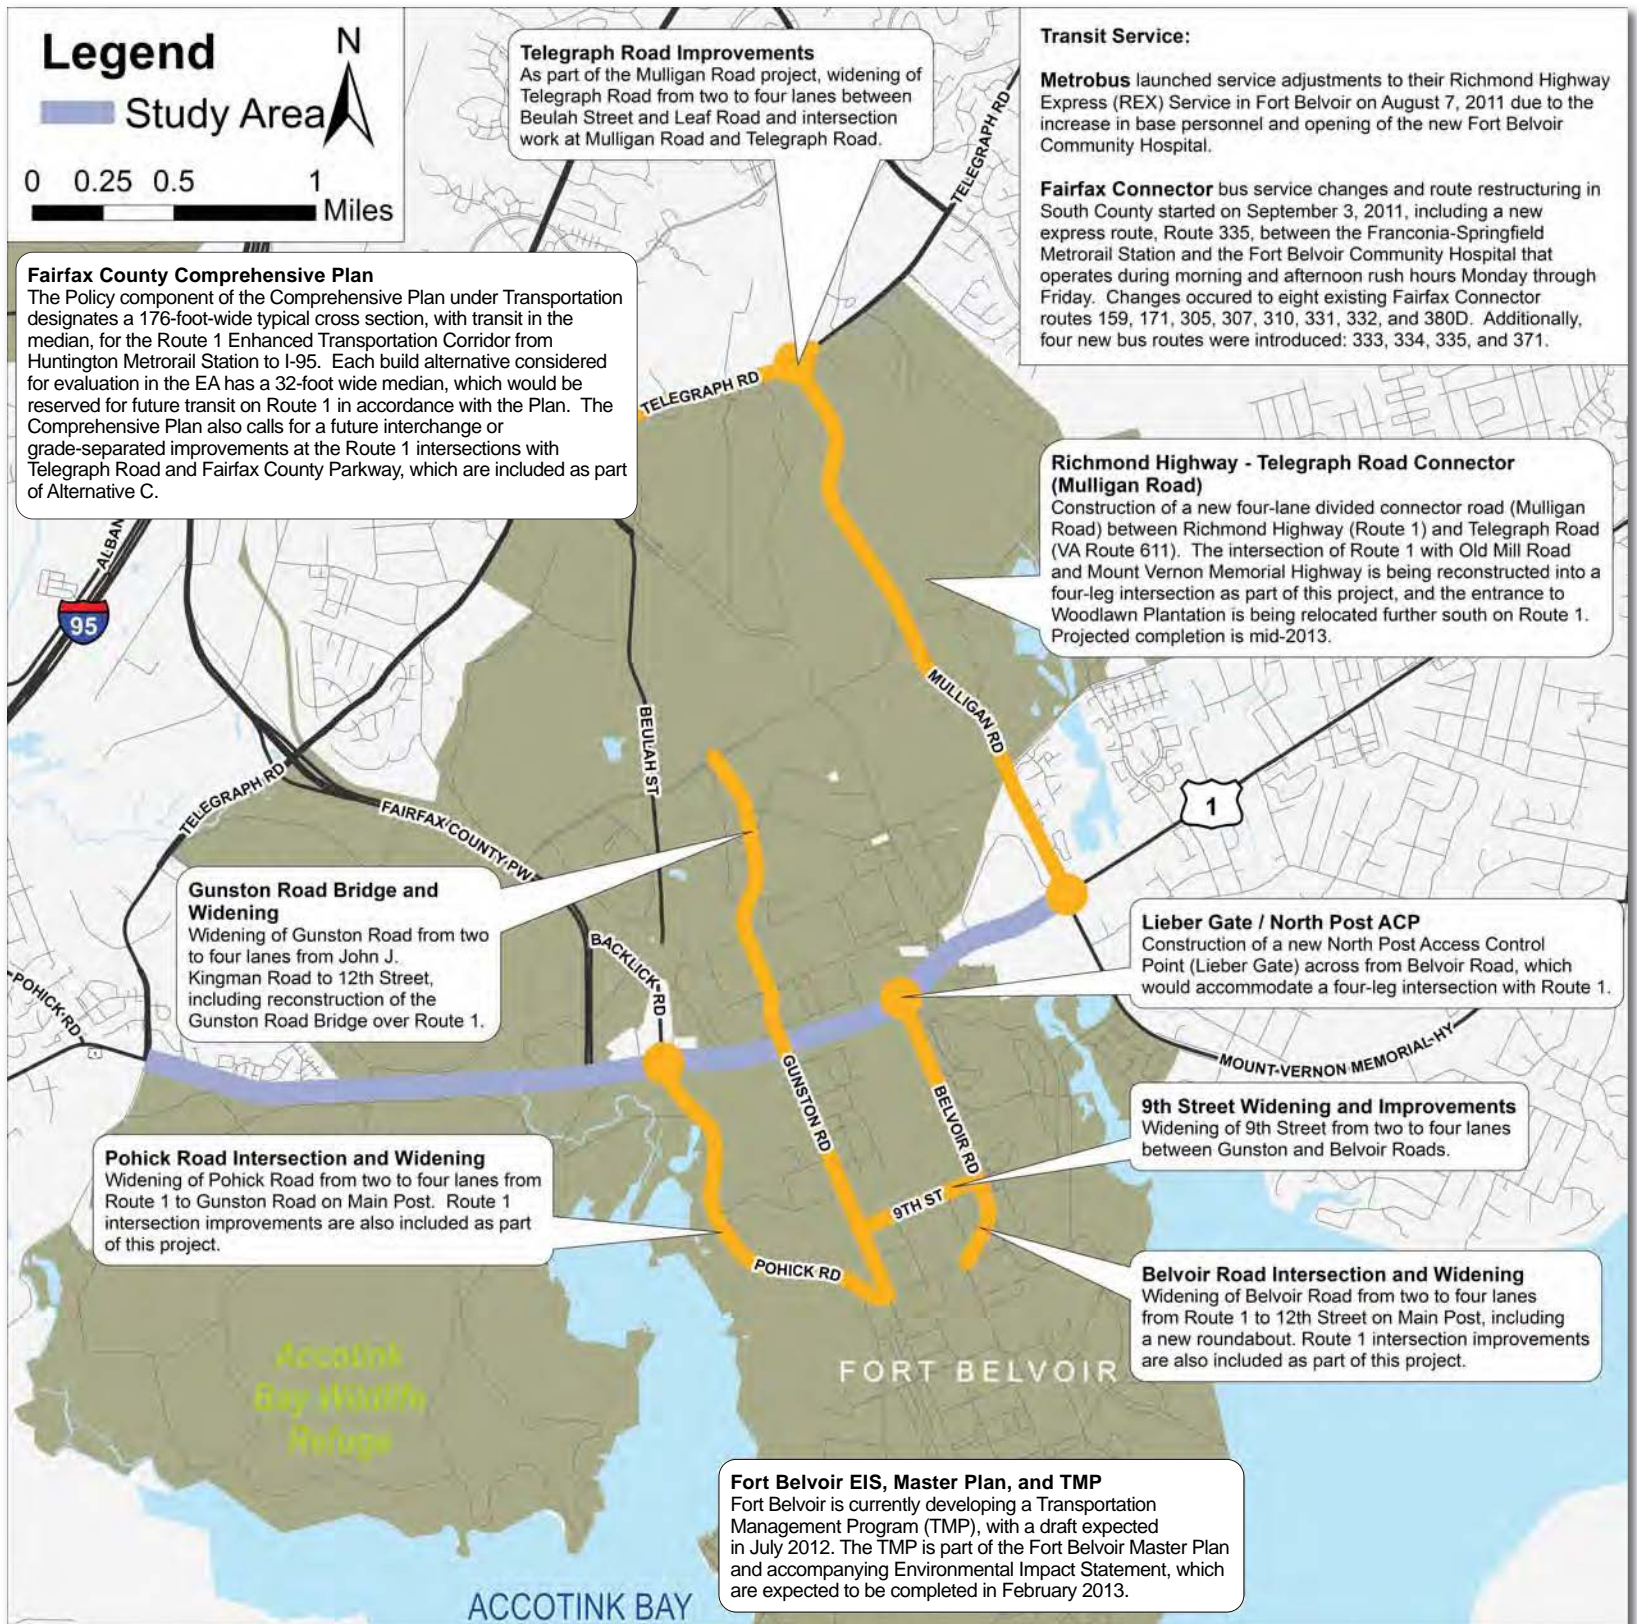 Legend
N
Study Area
0 0.25 0.5 1
Miles
Telegraph Road Improvements
As part of the Mulligan Road project, widening of
Telegraph Road from two to four lanes between
Beulah Street and Leaf Road and intersection
work at Mulligan Road and Telegraph Road.
Transit Service:
Metrobus launched service adjustments to their Richmond Highway
Express (REX) Service in Fort Belvoir on August 7, 2011 due to the
increase in base personnel and opening of the new Fort Belvoir
Community Hospital.
Fairfax Connector bus service changes and route restructuring in
South County started on September 3, 2011, including a new
express route, Route 335, between the Franconia-Springfield
Metrorail Station and the Fort Belvoir Community Hospital that
operates during morning and afternoon rush hours Monday through
Friday. Changes occured to eight existing Fairfax Connector
routes 159, 171, 305, 307, 310, 331, 332, and 380D. Additionally,
four new bus routes were introduced: 333, 334, 335, and 371.
TELEGRAPH RD
Fairfax County Comprehensive Plan
The Policy component of the Comprehensive Plan under Transportation
designates a 176-foot-wide typical cross section, with transit in the
median, for the Route 1 Enhanced Transportation Corridor from
Huntington Metrorail Station to I-95. Each build alternative considered
for evaluation in the EA has a 32-foot wide median, which would be
reserved for future transit on Route 1 in accordance with the Plan. The
Comprehensive Plan also calls for a future interchange or
grade-separated improvements at the Route 1 intersections with
Telegraph Road and Fairfax County Parkway, which are included as part
of Alternative C.
TELEGRAPH RD
Richmond Highway - Telegraph Road Connector
(Mulligan Road)
Construction of a new four-lane divided connector road (Mulligan
Road) between Richmond Highway (Route 1) and Telegraph Road
(VA Route 611). The intersection of Route 1 with Old Mill Road
and Mount Vernon Memorial Highway is being reconstructed into a
four-leg intersection as part of this project, and the entrance to
Woodlawn Plantation is being relocated further south on Route 1.
Projected completion is mid-2013.
ALBAN
95
MULLIGAN RD
BEULAH ST
TELEGRAPH RD
FAIRFAX COUNTY PW
1
Gunston Road Bridge and
Widening
Widening of Gunston Road from two
to four lanes from John J.
Kingman Road to 12th Street,
including reconstruction of the
Gunston Road Bridge over Route 1.
BACKLICK RD
POHICK RD
Lieber Gate / North Post ACP
Construction of a new North Post Access Control
Point (Lieber Gate) across from Belvoir Road, which
would accommodate a four-leg intersection with Route 1.
MOUNT VERNON MEMORIAL HY
GUNSTON RD
BELVOIR RD
9th Street Widening and Improvements
Widening of 9th Street from two to four lanes
between Gunston and Belvoir Roads.
Pohick Road Intersection and Widening
Widening of Pohick Road from two to four lanes from
Route 1 to Gunston Road on Main Post. Route 1
intersection improvements are also included as part
of this project.
9TH ST
POHICK RD
Belvoir Road Intersection and Widening
Widening of Belvoir Road from two to four lanes
from Route 1 to 12th Street on Main Post, including
a new roundabout. Route 1 intersection improvements
are also included as part of this project.
Accotink
Bay Wildlife
Refuge
FORT BELVOIR
Fort Belvoir EIS, Master Plan, and TMP
Fort Belvoir is currently developing a Transportation
Management Program (TMP), with a draft expected
in July 2012. The TMP is part of the Fort Belvoir Master Plan
and accompanying Environmental Impact Statement, which
are expected to be completed in February 2013.
ACCOTINK BAY